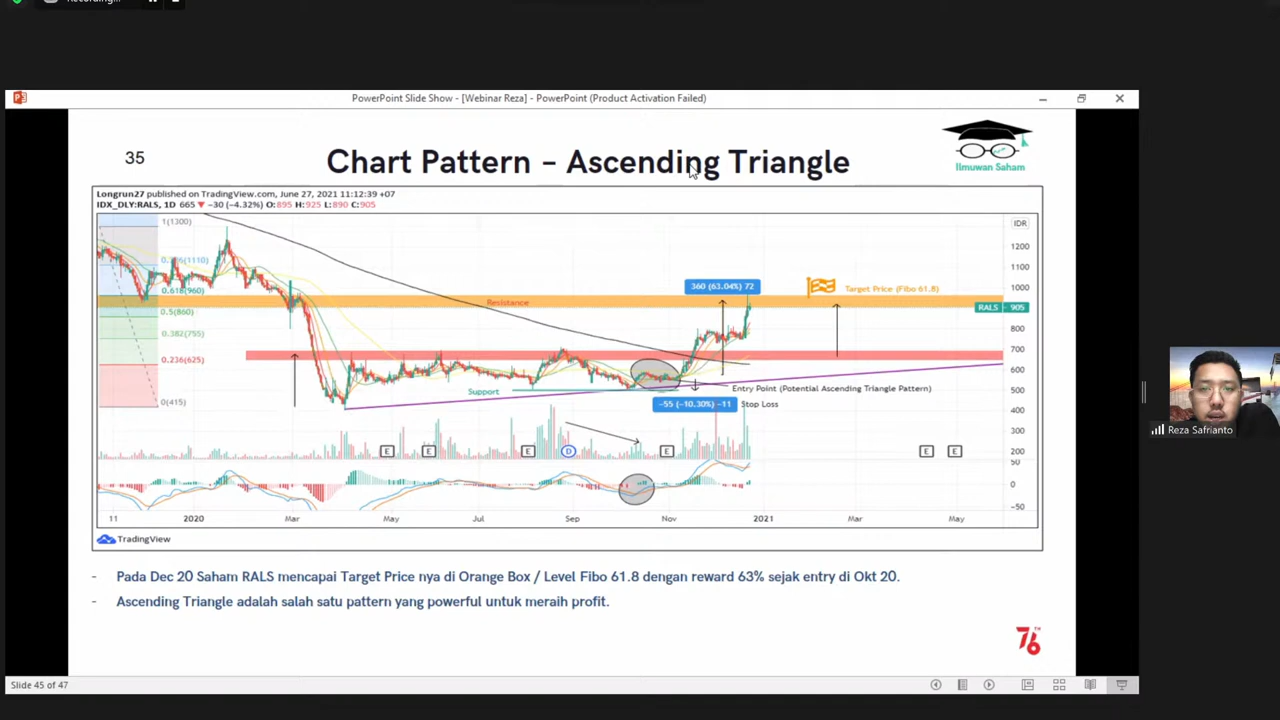 Recording...
PowerPoint Slide Show - [Webinar Reza] - PowerPoint (Product Activation Failed)
35
Chart Pattern – Ascending Triangle
Ilmuwan Saham
Longrun27 published on TradingView.com, June 27, 2021 11:12:39 +07
IDX_DLY:RALS, 1D 665 ▼ −30 (−4.32%) O:895 H:925 L:890 C:905
IDR
1(1300)
1200
(1110)
1100
360 (63.04%) 72
Target Price (Fibo 61.8)
0.618(960)
Resistance
RALS 905
0.5(860)
800
0.382(755)
700
0.236(625)
600
Support
Entry Point (Potential Ascending Triangle Pattern)
500
0(415)
−55 (−10.30%) −11
Stop Loss
400
300
E E E D E E E
200
50
0
−50
11 2020 Mar May Jul Sep Nov 2021 Mar May
TradingView
- Pada Dec 20 Saham RALS mencapai Target Price nya di Orange Box / Level Fibo 61.8 dengan reward 63% sejak entry di Okt 20.
- Ascending Triangle adalah salah satu pattern yang powerful untuk meraih profit.
76
Slide 45 of 47
Reza Safrianto